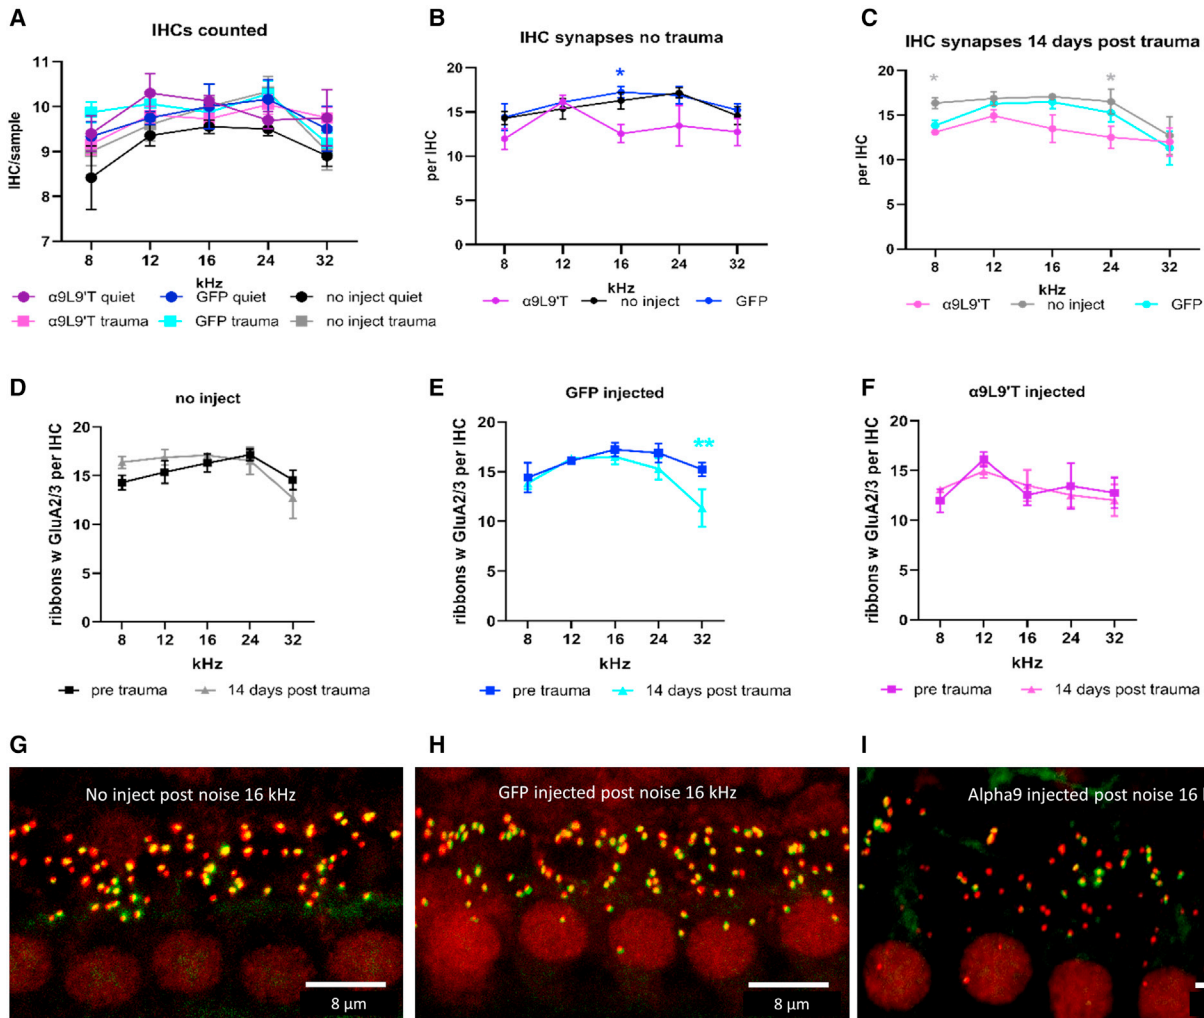 A
IHCs counted
11
10
9
8
7
IHC/sample
8 12 16 24 32
kHz
α9L9'T quiet GFP quiet no inject quiet
α9L9'T trauma GFP trauma no inject trauma
B
IHC synapses no trauma
*
20
15
10
5
0
per IHC
8 12 16 24 32
kHz
α9L9'T no inject GFP
C
IHC synapses 14 days post trauma
* *
20
15
10
5
0
per IHC
8 12 16 24 32
kHz
α9L9'T no inject GFP
D
no inject
20
15
10
5
0
ribbons w GluA2/3 per IHC
8 12 16 24 32
kHz
pre trauma 14 days post trauma
E
GFP injected
**
20
15
10
5
0
ribbons w GluA2/3 per IHC
8 12 16 24 32
kHz
pre trauma 14 days post trauma
F
α9L9'T injected
20
15
10
5
0
ribbons w GluA2/3 per IHC
8 12 16 24 32
kHz
pre trauma 14 days post trauma
G
No inject post noise 16 kHz
8 μm
H
GFP injected post noise 16 kHz
8 μm
I
Alpha9 injected post noise 16